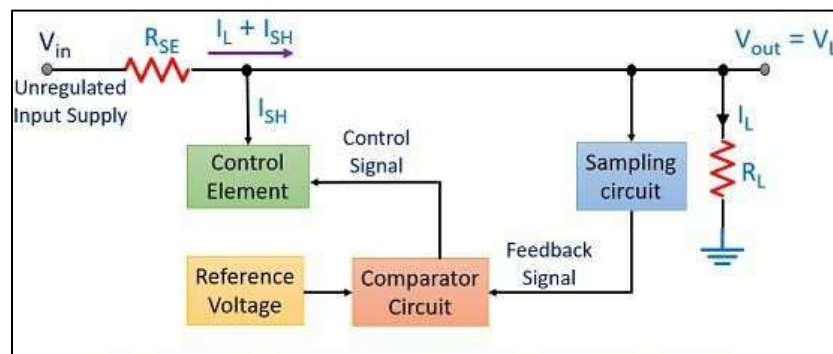 V_in
R_SE
I_L + I_SH
V_out = V_L
Unregulated
Input Supply
I_SH
I_L
Control
Element
Control
Signal
Sampling
circuit
R_L
Reference
Voltage
Comparator
Circuit
Feedback
Signal